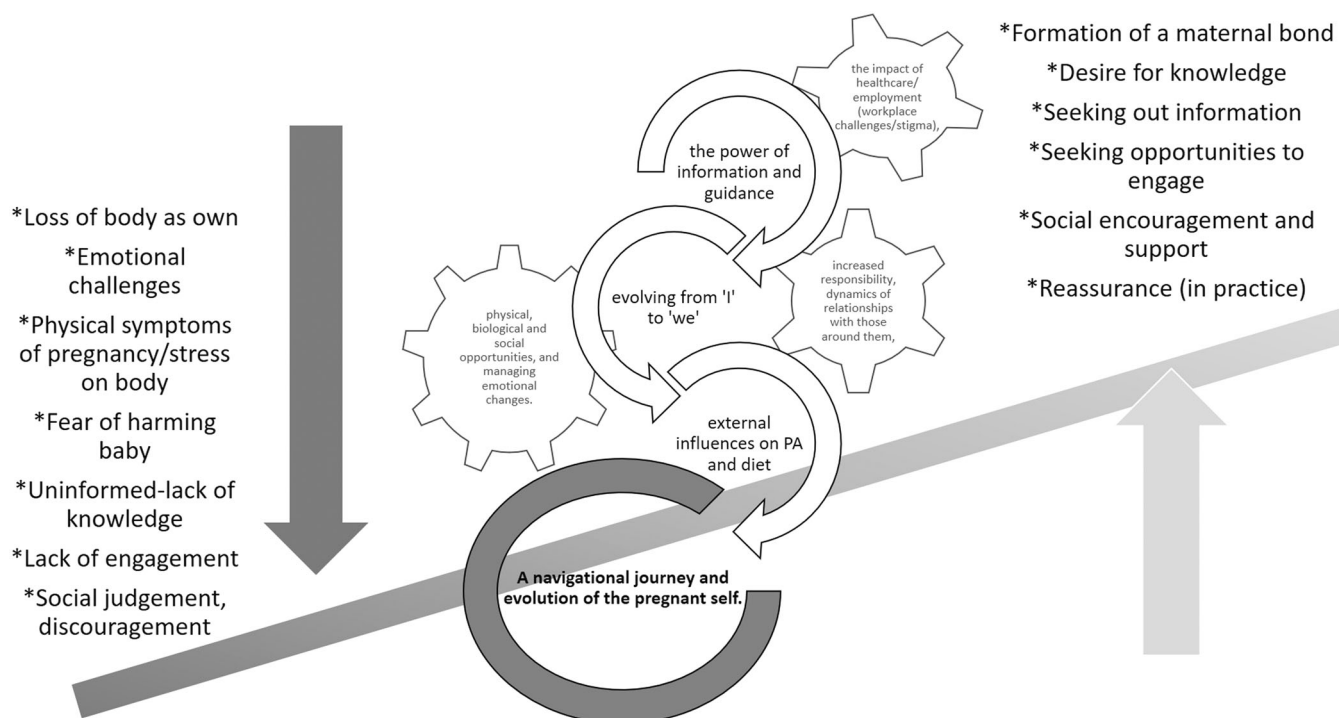 *Loss of body as own
*Emotional
challenges
*Physical symptoms
of pregnancy/stress
on body
*Fear of harming
baby
*Uninformed-lack of
knowledge
*Lack of engagement
*Social judgement,
discouragement
the impact of
healthcare/
employment
(workplace
challenges/stigma),
the power of
information and
guidance
evolving from 'I'
to 'we'
increased
responsibility,
dynamics of
relationships
with those
around them,
physical,
biological and
social
opportunities, and
managing
emotional
changes.
external
influences on PA
and diet
A navigational journey and
evolution of the pregnant self.
*Formation of a maternal bond
*Desire for knowledge
*Seeking out information
*Seeking opportunities to
engage
*Social encouragement and
support
*Reassurance (in practice)